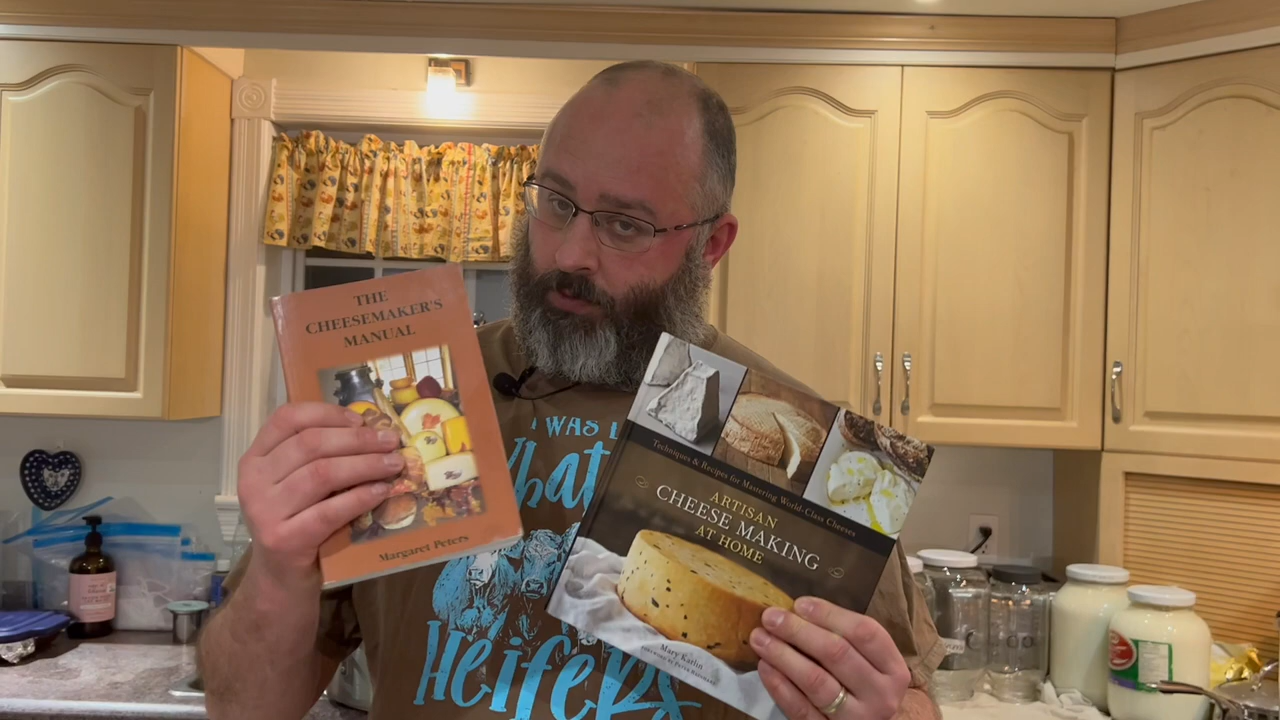 THE
CHEESEMAKER'S
MANUAL
Margaret Peters
I WAS
What
Heifers
Techniques & Recipes for Mastering World-Class Cheeses
ARTISAN
CHEESE MAKING
AT HOME
Mary Karlin